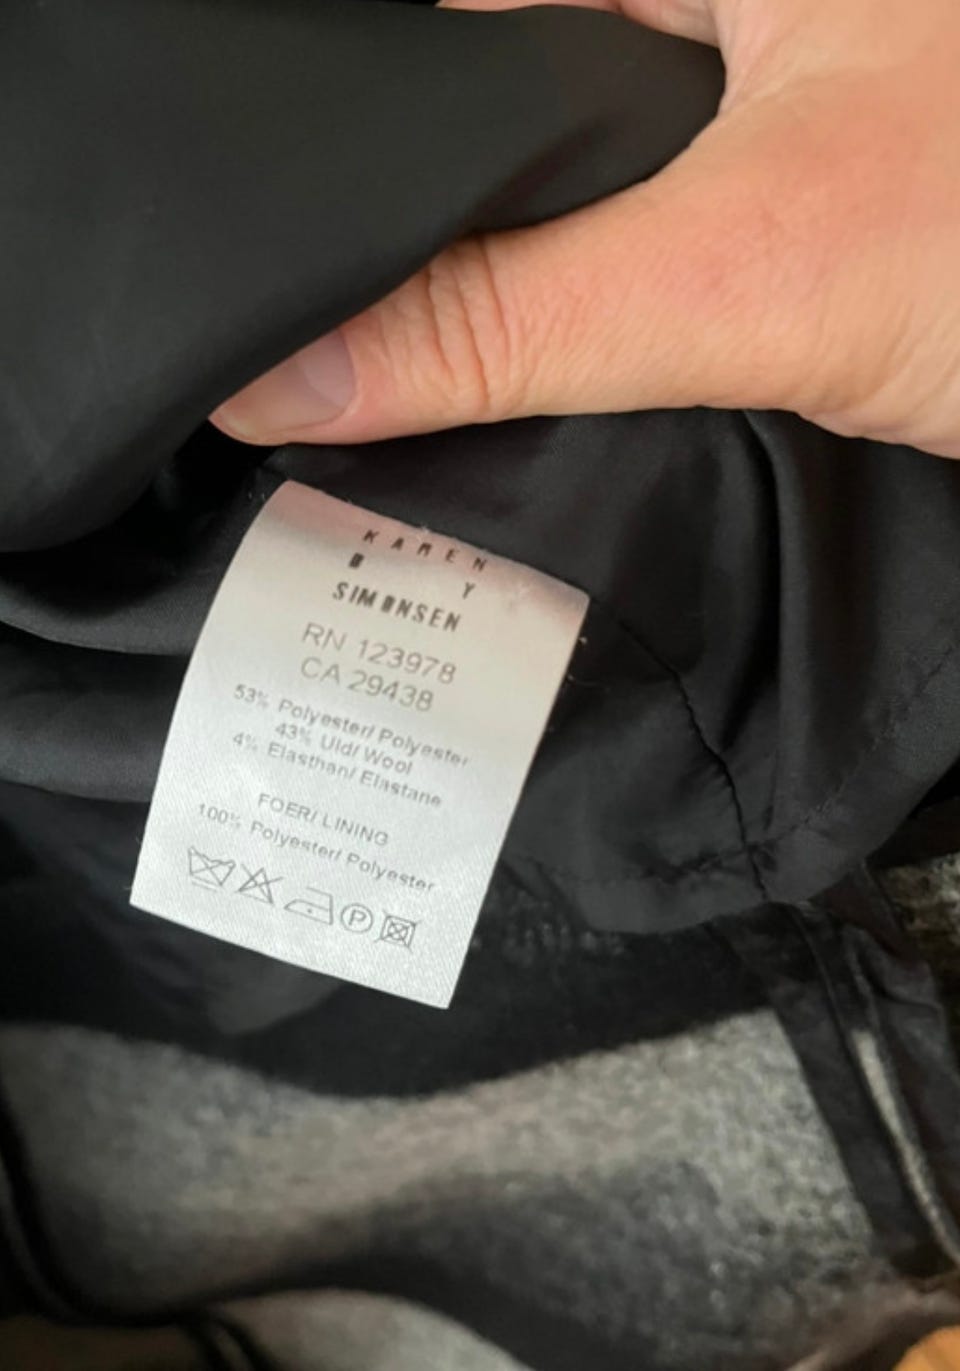 KAREN
BY
SIMONSEN
RN 123978
CA 29438
53% Polyester/ Polyester
43% Uld/ Wool
4% Elasthan/ Elastane
FOER/ LINING
100% Polyester/ Polyester
P